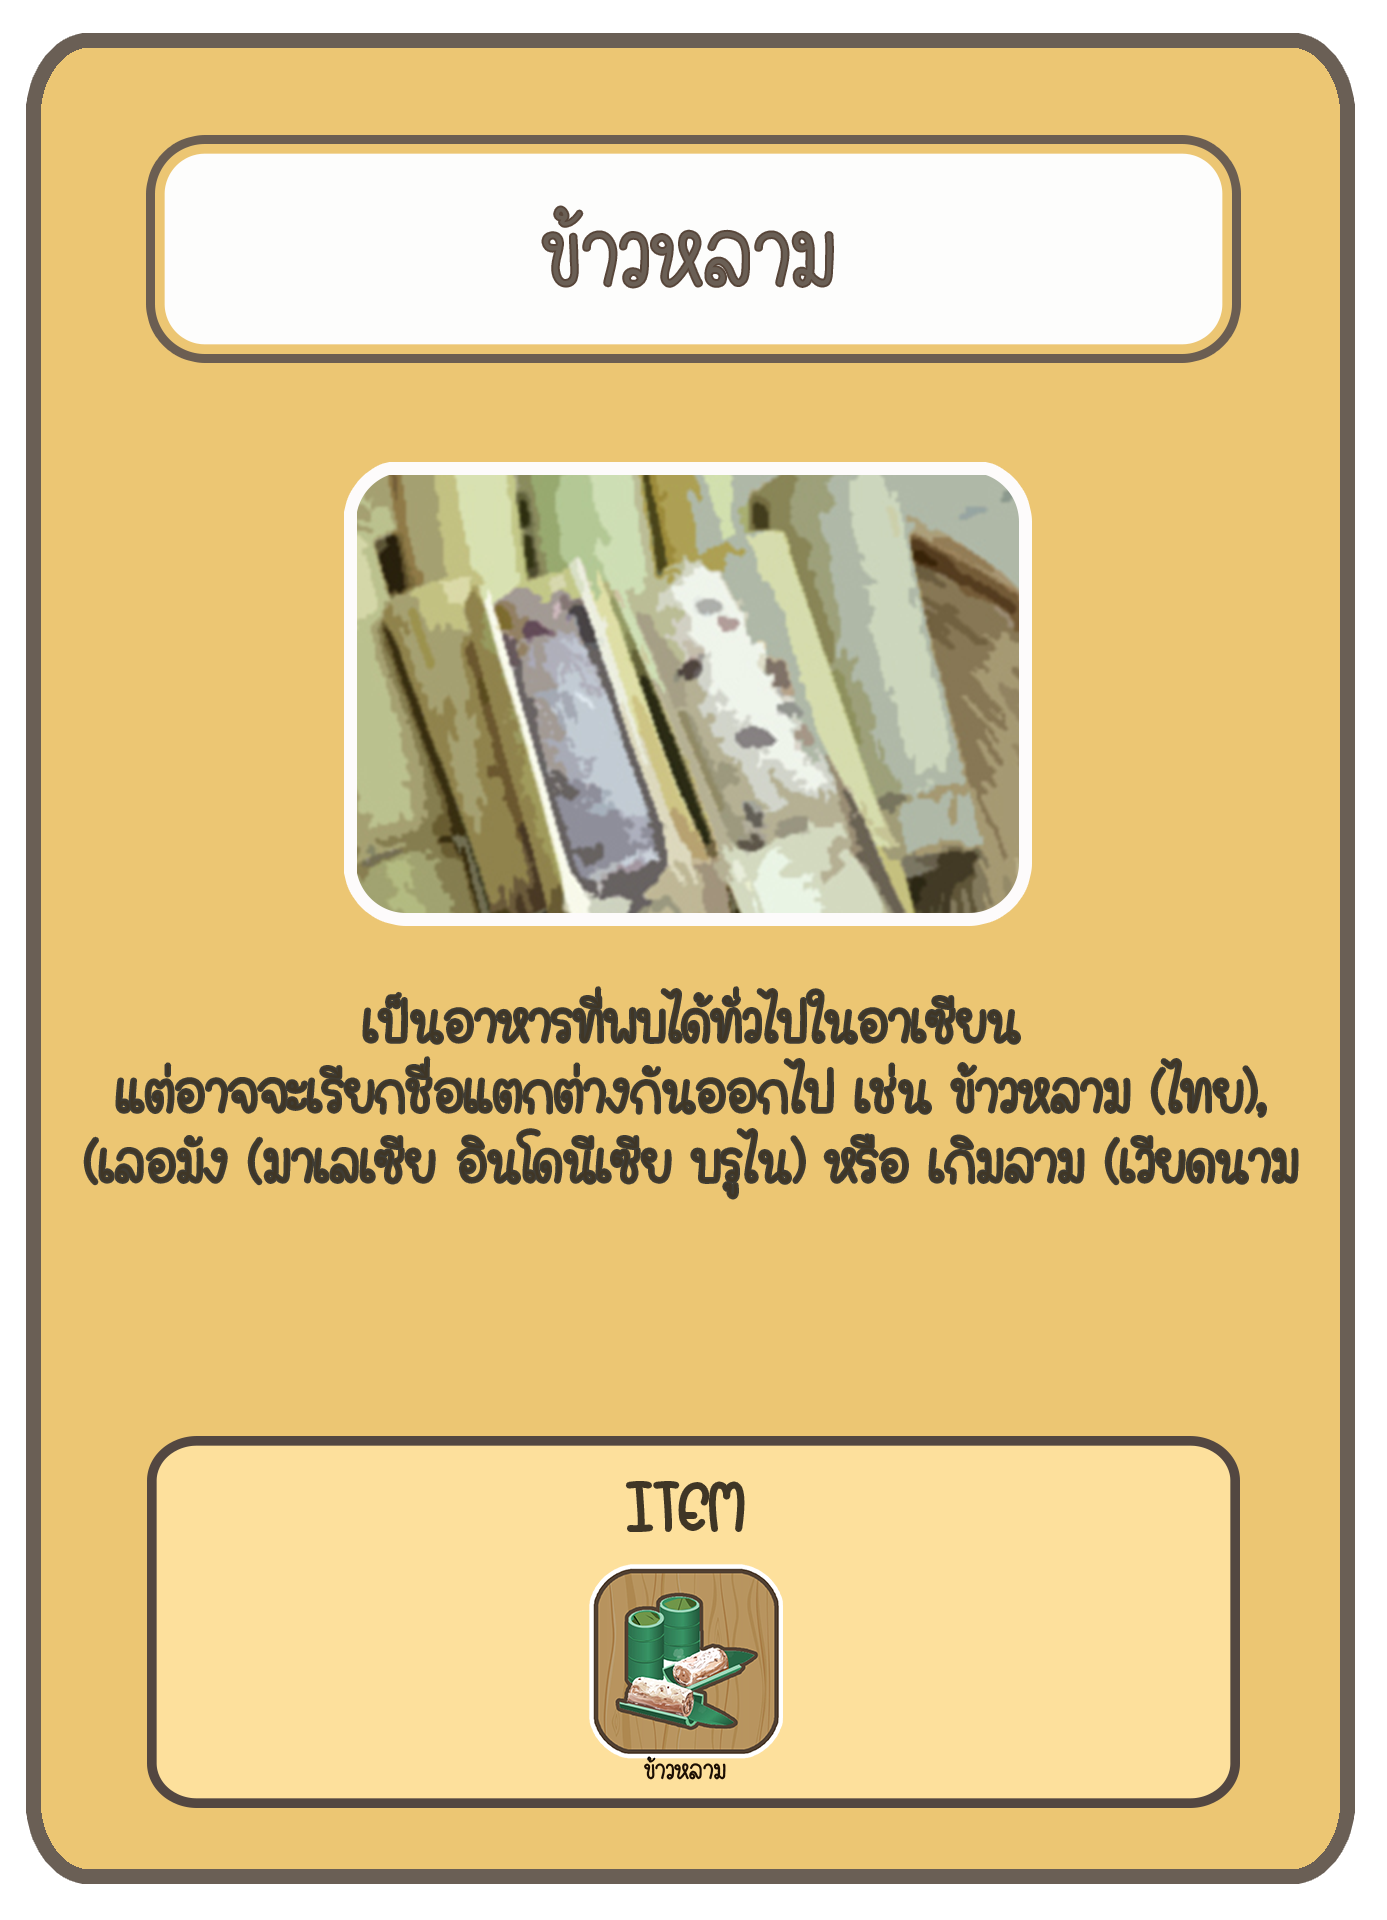 ข้าวหลาม
เป็นอาหารที่พบได้ทั่วไปในอาเซียน
แต่อาจจะเรียกชื่อแตกต่างกันออกไป เช่น ข้าวหลาม (ไทย),
(เลอมัง (มาเลเซีย อินโดนีเซีย บรูไน) หรือ เกิมลาม (เวียดนาม
ITEM
ข้าวหลาม